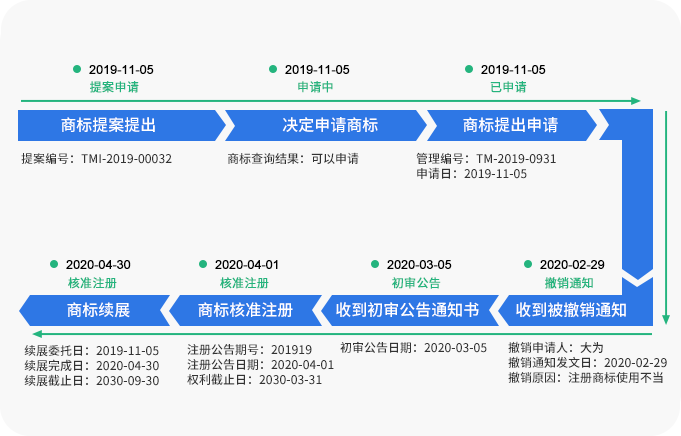 2019-11-05
提案申请
2019-11-05
申请中
2019-11-05
已申请
商标提案提出
决定申请商标
商标提出申请
提案编号：TMI-2019-00032
商标查询结果：可以申请
管理编号：TM-2019-0931
申请日：2019-11-05
2020-04-30
核准注册
2020-04-01
核准注册
2020-03-05
初审公告
2020-02-29
撤销通知
商标续展
商标核准注册
收到初审公告通知书
收到被撤销通知
续展委托日：2019-11-05
续展完成日：2020-04-30
续展截止日：2030-09-30
注册公告期号：201919
注册公告日期：2020-04-01
权利截止日：2030-03-31
初审公告日期：2020-03-05
撤销申请人：大为
撤销通知发文日：2020-02-29
撤销原因：注册商标使用不当